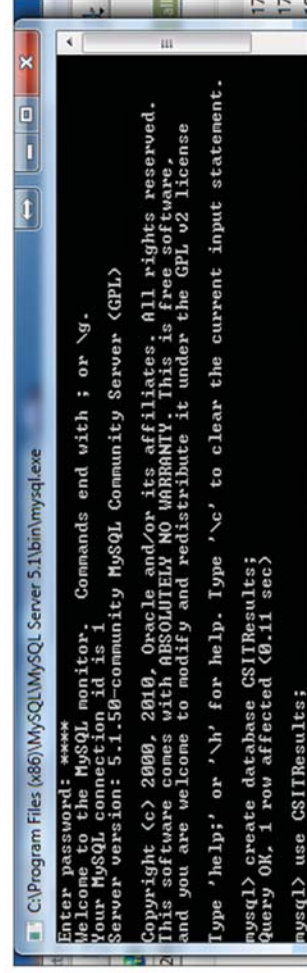 C:\Program Files (x86)\MySQL\MySQL Server 5.1\bin\mysql.exe
Enter password: *****
Welcome to the MySQL monitor.  Commands end with ; or \g.
Your MySQL connection id is 1
Server version: 5.1.50-community MySQL Community Server (GPL)
Copyright (c) 2000, 2010, Oracle and/or its affiliates. All rights reserved.
This software comes with ABSOLUTELY NO WARRANTY. This is free software,
and you are welcome to modify and redistribute it under the GPL v2 license
Type 'help;' or '\h' for help. Type '\c' to clear the current input statement.
mysql> create database CSITResults;
Query OK, 1 row affected (0.11 sec)
mysql> use CSITResults;